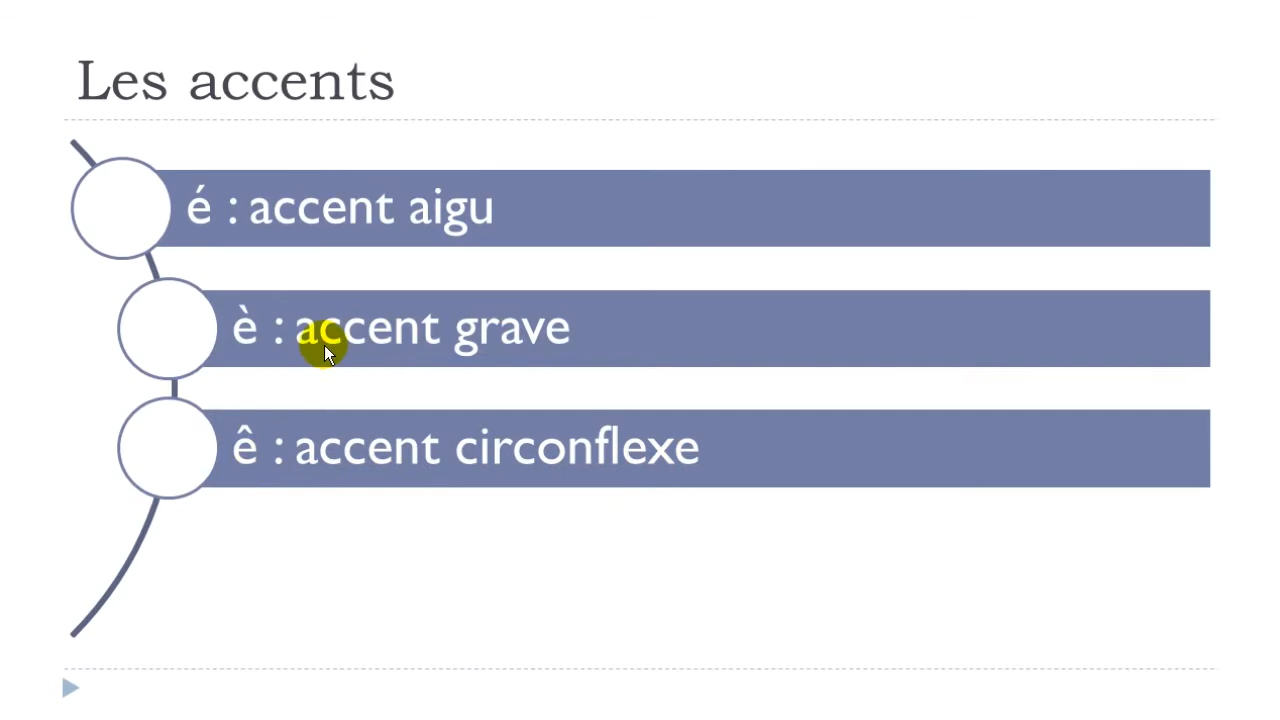 Les accents
é : accent aigu
è : accent grave
ê : accent circonflexe